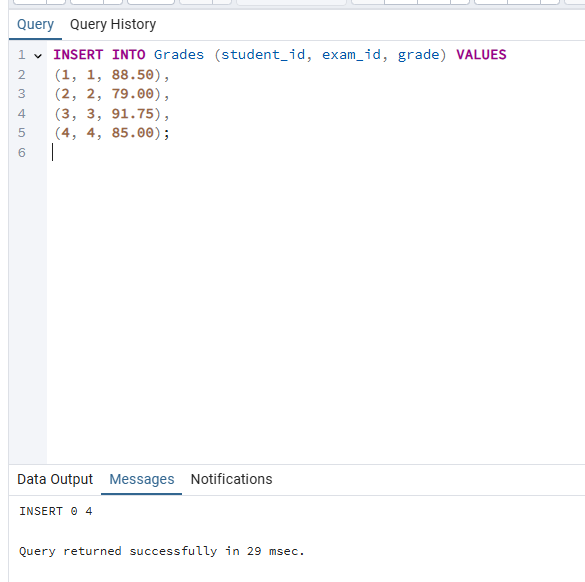 Query Query History
1 INSERT INTO Grades (student_id, exam_id, grade) VALUES
2 (1, 1, 88.50),
3 (2, 2, 79.00),
4 (3, 3, 91.75),
5 (4, 4, 85.00);
6
Data Output Messages Notifications
INSERT 0 4
Query returned successfully in 29 msec.